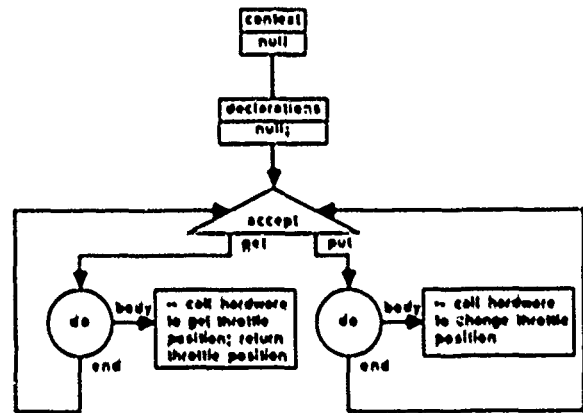 context
null
declarations
null;
accept
get
put
do
body
-- call hardware
to get throttle
position; return
throttle position
end
do
body
-- call hardware
to change throttle
position
end